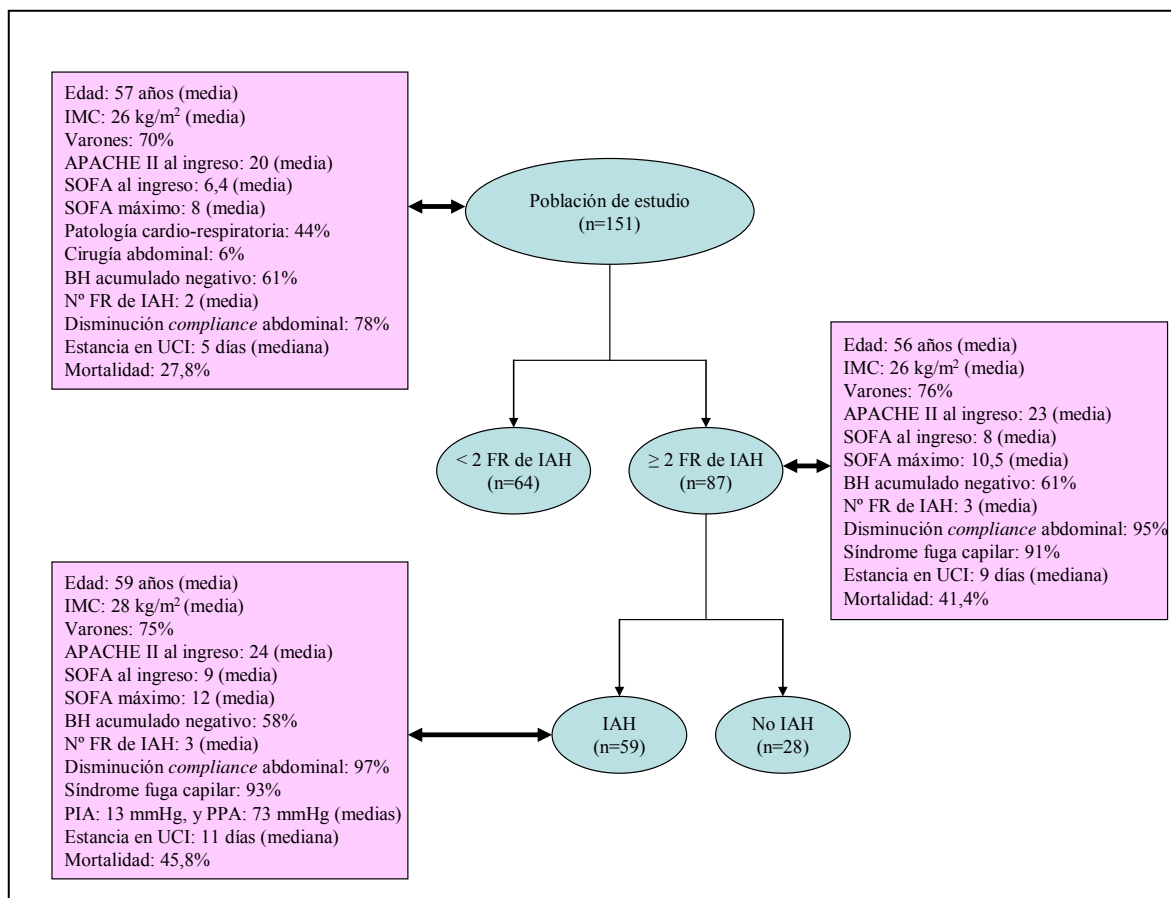 Edad: 57 años (media)
IMC: 26 kg/m² (media)
Varones: 70%
APACHE II al ingreso: 20 (media)
SOFA al ingreso: 6,4 (media)
SOFA máximo: 8 (media)
Patología cardio-respiratoria: 44%
Cirugía abdominal: 6%
BH acumulado negativo: 61%
Nº FR de IAH: 2 (media)
Disminución compliance abdominal: 78%
Estancia en UCI: 5 días (mediana)
Mortalidad: 27,8%
Población de estudio
(n=151)
< 2 FR de IAH
(n=64)
≥ 2 FR de IAH
(n=87)
Edad: 56 años (media)
IMC: 26 kg/m² (media)
Varones: 76%
APACHE II al ingreso: 23 (media)
SOFA al ingreso: 8 (media)
SOFA máximo: 10,5 (media)
BH acumulado negativo: 61%
Nº FR de IAH: 3 (media)
Disminución compliance abdominal: 95%
Síndrome fuga capilar: 91%
Estancia en UCI: 9 días (mediana)
Mortalidad: 41,4%
Edad: 59 años (media)
IMC: 28 kg/m² (media)
Varones: 75%
APACHE II al ingreso: 24 (media)
SOFA al ingreso: 9 (media)
SOFA máximo: 12 (media)
BH acumulado negativo: 58%
Nº FR de IAH: 3 (media)
Disminución compliance abdominal: 97%
Síndrome fuga capilar: 93%
PIA: 13 mmHg, y PPA: 73 mmHg (medias)
Estancia en UCI: 11 días (mediana)
Mortalidad: 45,8%
IAH
(n=59)
No IAH
(n=28)